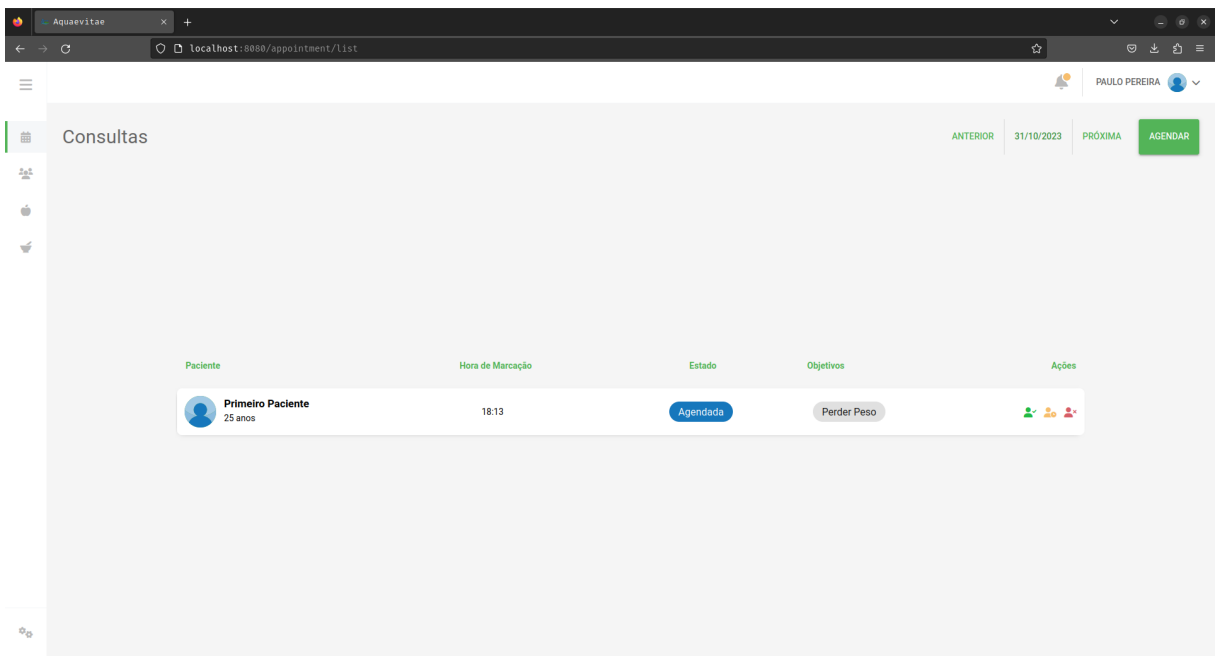 Aquaevitae
localhost:8080/appointment/list
PAULO PEREIRA
Consultas
ANTERIOR 31/10/2023 PRÓXIMA AGENDAR
Paciente Hora de Marcação Estado Objetivos Ações
Primeiro Paciente
25 anos
18:13 Agendada Perder Peso